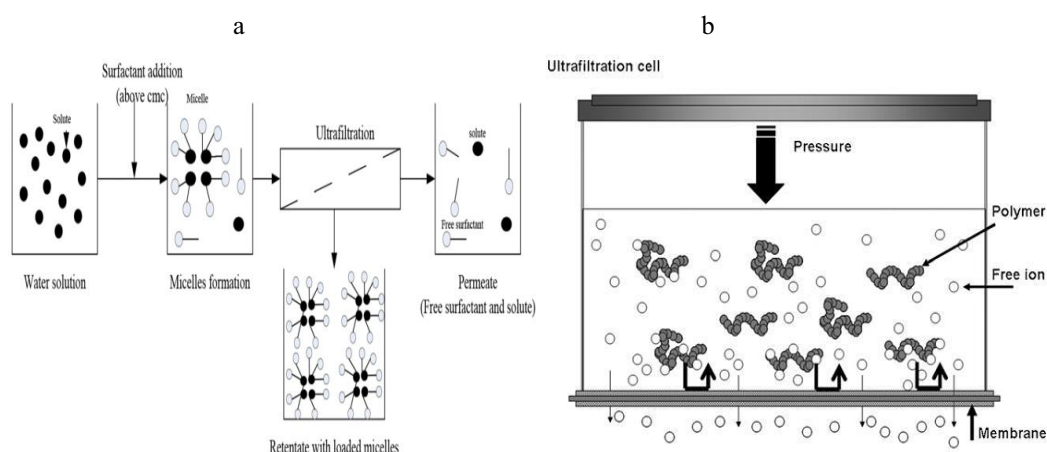 a
b
Surfactant addition
(above cmc)
Solute
Micelle
Ultrafiltration
solute
Free surfactant
Water solution
Micelles formation
Permeate
(Free surfactant and solute)
Retentate with loaded micelles
Ultrafiltration cell
Pressure
Polymer
Free ion
Membrane